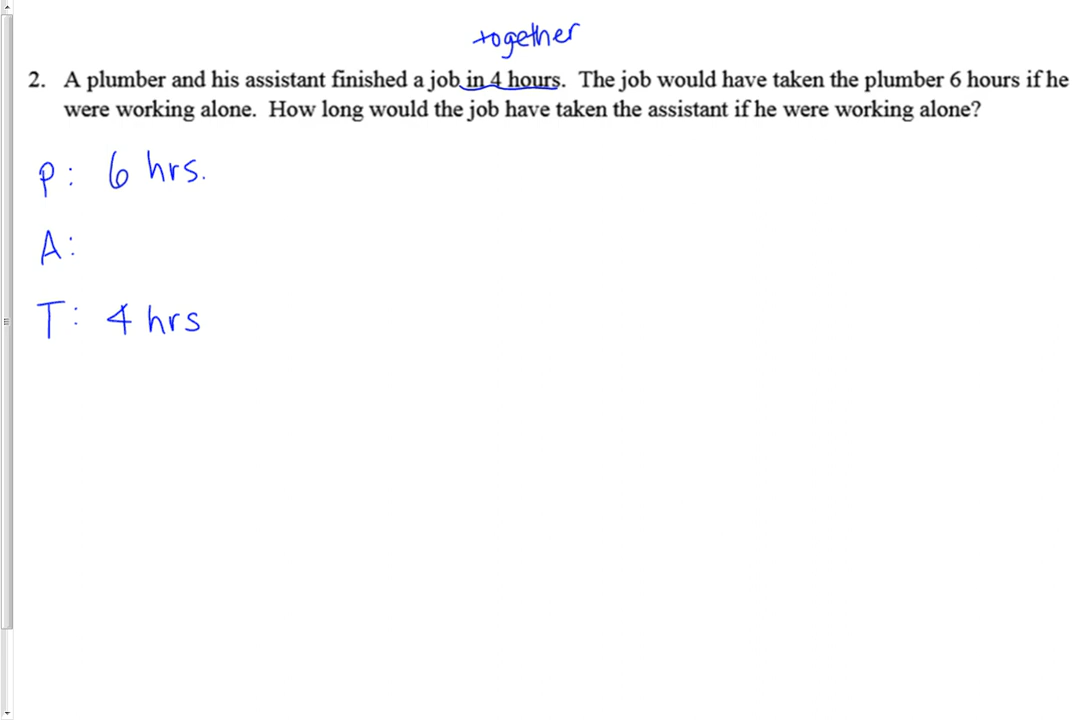 together
2. A plumber and his assistant finished a job in 4 hours. The job would have taken the plumber 6 hours if he
were working alone. How long would the job have taken the assistant if he were working alone?
P: 6 hrs.
A:
T: 4 hrs